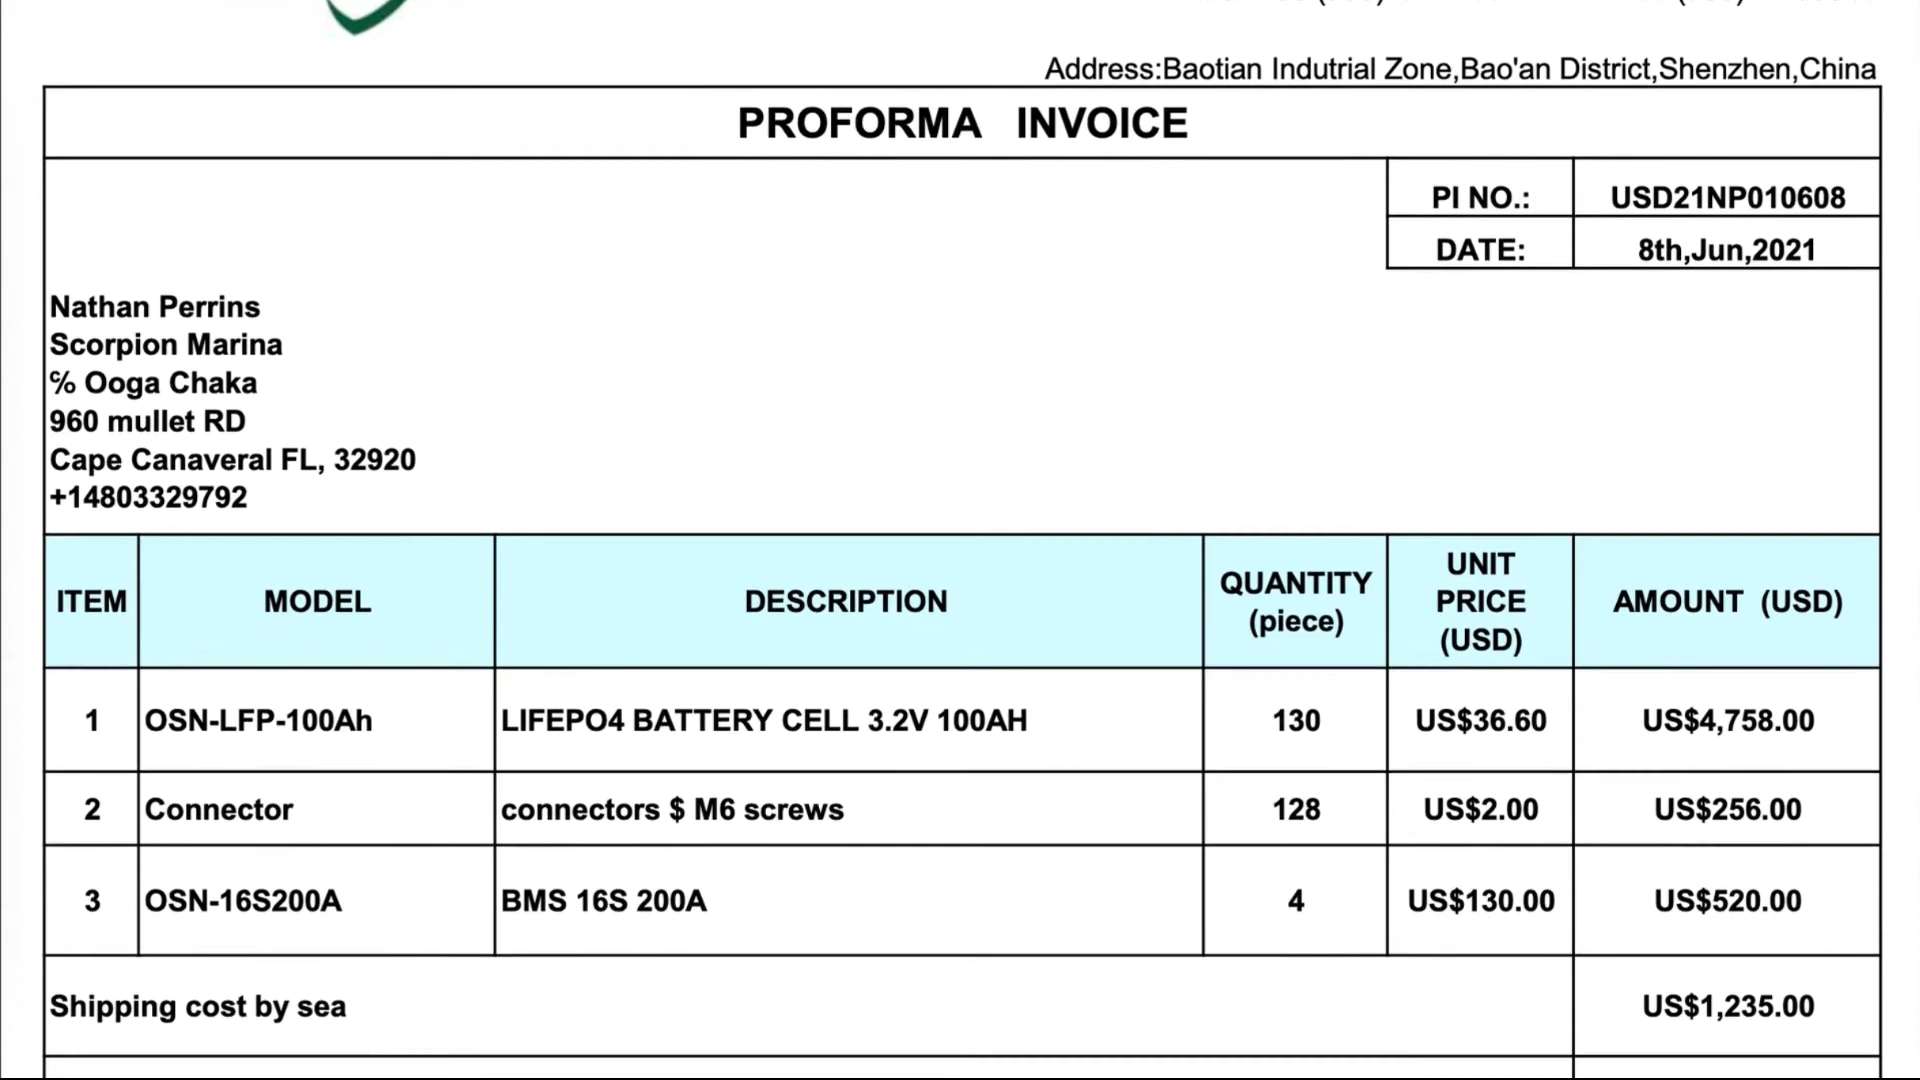 Address:Baotian Indutrial Zone,Bao'an District,Shenzhen,China
PROFORMA INVOICE
PI NO.: USD21NP010608
DATE: 8th,Jun,2021
Nathan Perrins
Scorpion Marina
℅ Ooga Chaka
960 mullet RD
Cape Canaveral FL, 32920
+14803329792
ITEM MODEL DESCRIPTION QUANTITY (piece) UNIT PRICE (USD) AMOUNT (USD)
1 OSN-LFP-100Ah LIFEPO4 BATTERY CELL 3.2V 100AH 130 US$36.60 US$4,758.00
2 Connector connectors $ M6 screws 128 US$2.00 US$256.00
3 OSN-16S200A BMS 16S 200A 4 US$130.00 US$520.00
Shipping cost by sea US$1,235.00